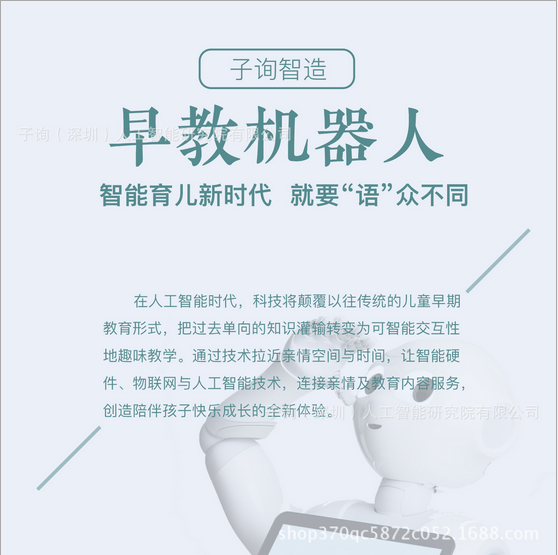 子询智造
早教机器人
子询（深圳）人工智能研究院有限公司
智能育儿新时代 就要“语”众不同
在人工智能时代，科技将颠覆以往传统的儿童早期
教育形式，把过去单向的知识灌输转变为可智能交互性
地趣味教学。通过技术拉近亲情空间与时间，让智能硬
件、物联网与人工智能技术，连接亲情及教育内容服务，
创造陪伴孩子快乐成长的全新体验。
圳）人工智能研究院有限公司
shop370qc5872c052.1688.com